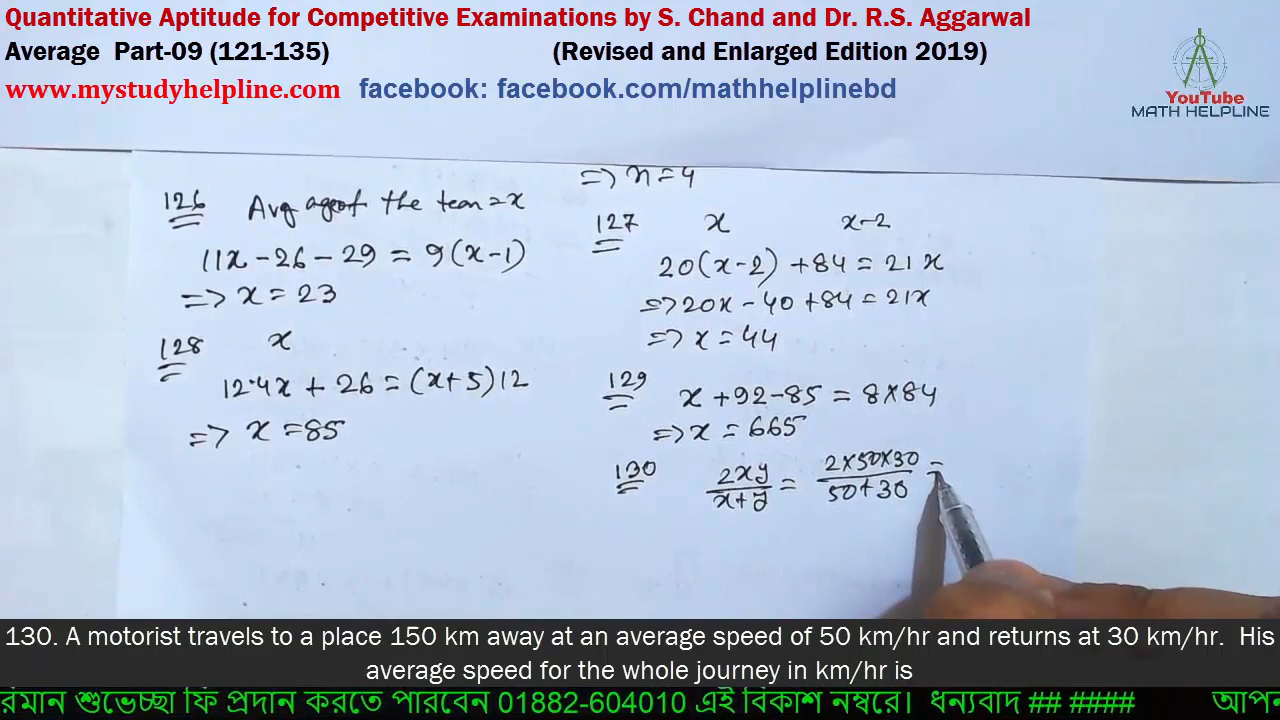 Quantitative Aptitude for Competitive Examinations by S. Chand and Dr. R.S. Aggarwal
Average Part-09 (121-135) (Revised and Enlarged Edition 2019)
www.mystudyhelpline.com facebook: facebook.com/mathhelplinebd
YouTube
MATH HELPLINE
126 Avg age of the team = x
11x - 26 - 29 = 9(x-1)
=> x = 23
128 x
12.4x + 26 = (x+5)12
=> x = 85
=> n = 4
127 x x-2
20(x-2) + 84 = 21x
=> 20x - 40 + 84 = 21x
=> x = 44
129 x + 92 - 85 = 8×84
=> x = 665
130 2xy/x+y = 2×50×30/50+30 =
130. A motorist travels to a place 150 km away at an average speed of 50 km/hr and returns at 30 km/hr. His
average speed for the whole journey in km/hr is
র্মান শুভেচ্ছা ফি প্রদান করতে পারবেন 01882-604010 এই বিকাশ নম্বরে। ধন্যবাদ ## #### আপন